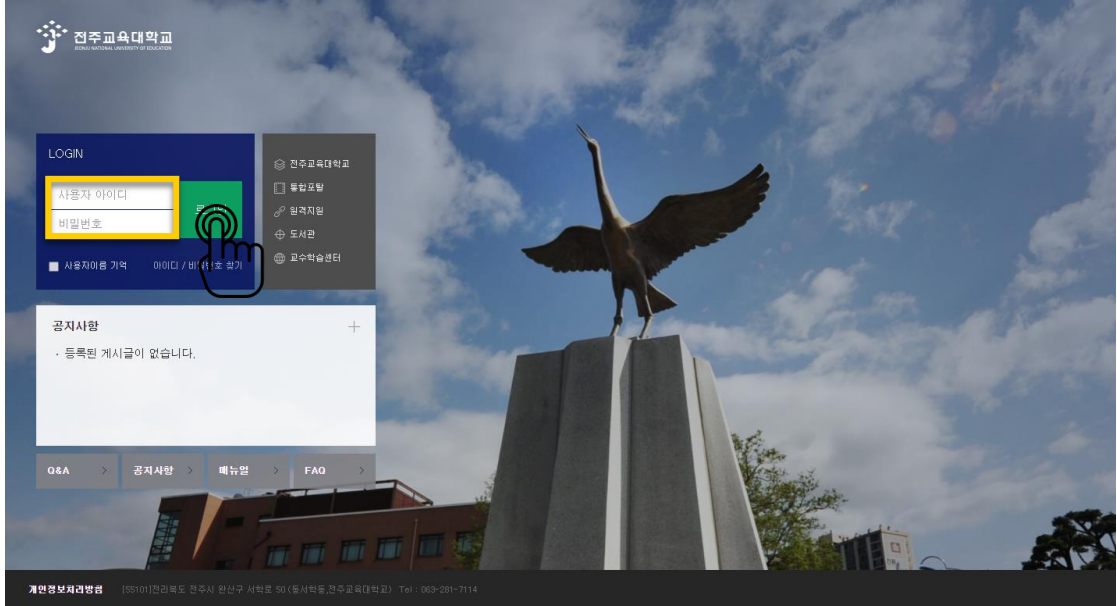 전주교육대학교
JEONJU NATIONAL UNIVERSITY OF EDUCATION
LOGIN
사용자 아이디
비밀번호
사용자이름 기억
아이디 / 비밀번호 찾기
전주교육대학교
통합포탈
원격지원
도서관
교수학습센터
공지사항
· 등록된 게시글이 없습니다.
Q&A
공지사항
매뉴얼
FAQ
개인정보처리방침 [55101]전라북도 전주시 완산구 서학로 50 (동서학동,전주교육대학교) Tel : 063-281-7114